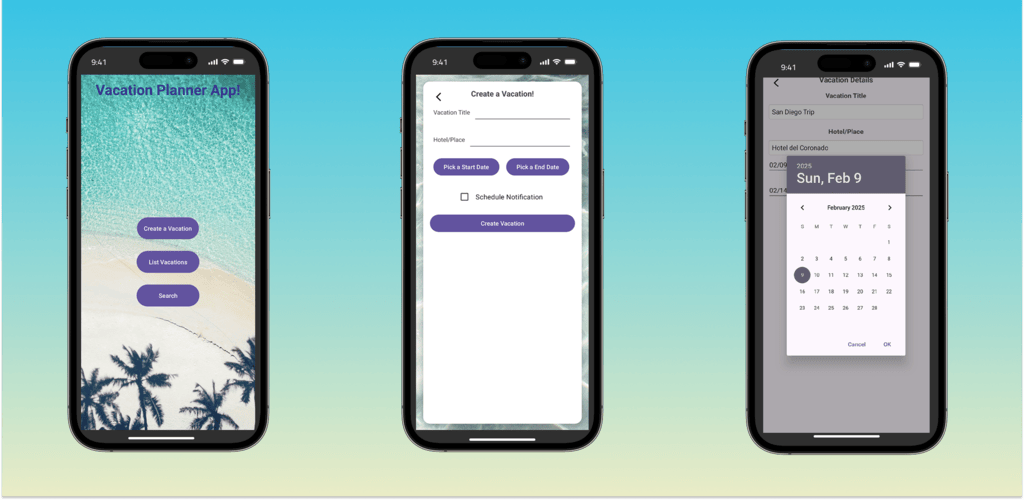 9:41
Vacation Planner App!
Create a Vacation
List Vacations
Search
9:41
Create a Vacation!
Vacation Title
Hotel/Place
Pick a Start Date Pick a End Date
Schedule Notification
Create Vacation
9:41
Vacation Details
Vacation Title
San Diego Trip
Hotel/Place
Hotel del Coronado
02/09
02/14
2025
Sun, Feb 9
February 2025
S M T W T F S
1
2 3 4 5 6 7 8
9 10 11 12 13 14 15
16 17 18 19 20 21 22
23 24 25 26 27 28
Cancel OK